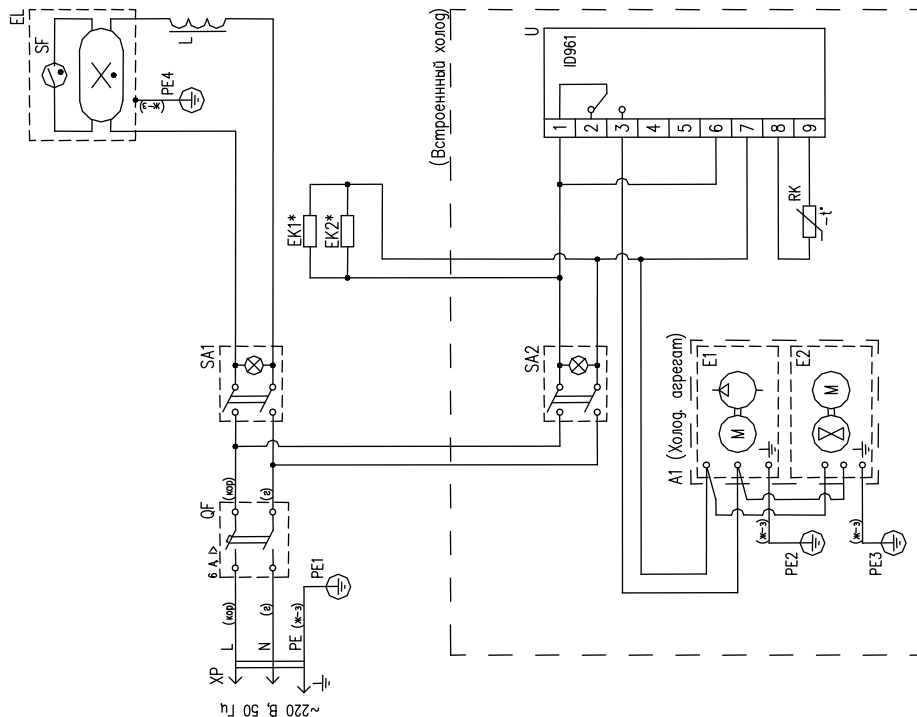 EL
SF
PE4
(ж-з)
L
(Встроеннный холод)
U
ID961
1
2
3
4
5
6
7
8
9
EK1*
EK2*
RK
-t°
SA1
SA2
A1 (Холод. агрегат)
E1
M
E2
M
QF
6 А I>
(кор)
(г)
PE2
(ж-з)
PE3
(ж-з)
XP
L
(кор)
N
(г)
PE
(ж-з)
PE1
~220 В, 50 Гц